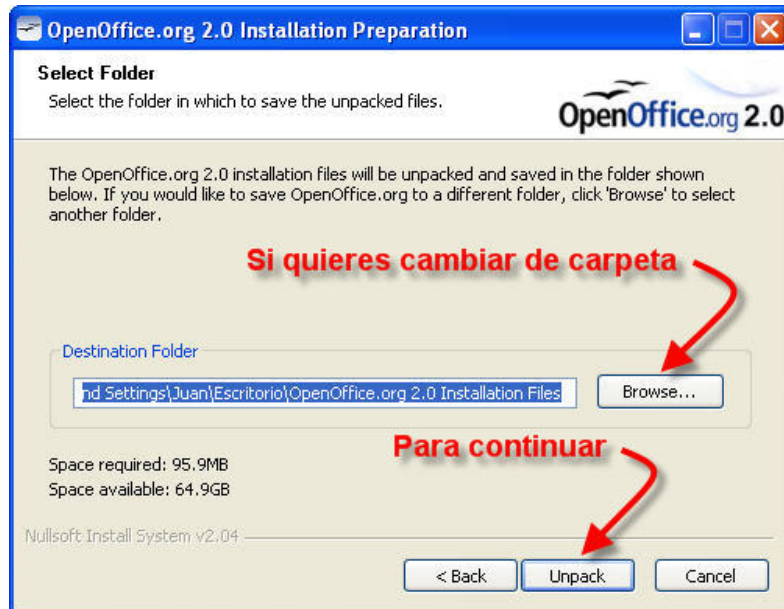 OpenOffice.org 2.0 Installation Preparation
Select Folder
Select the folder in which to save the unpacked files.
OpenOffice.org 2.0
The OpenOffice.org 2.0 installation files will be unpacked and saved in the folder shown
below. If you would like to save OpenOffice.org to a different folder, click 'Browse' to select
another folder.
Si quieres cambiar de carpeta
Destination Folder
nd Settings\Juan\Escritorio\OpenOffice.org 2.0 Installation Files
Browse...
Para continuar
Space required: 95.9MB
Space available: 64.9GB
Nullsoft Install System v2.04
< Back
Unpack
Cancel